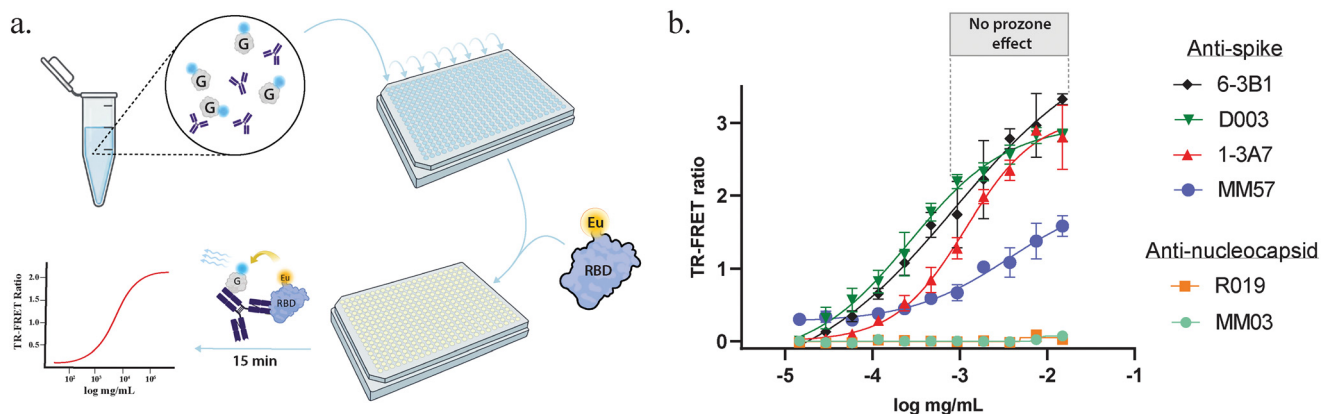 a.
G
G
G
G
G
Eu
RBD
G
Eu
RBD
15 min
TR-FRET Ratio
2.0
1.5
1.0
0.5
10² 10³ 10⁴ 10⁵
log mg/mL
b.
No prozone
effect
TR-FRET ratio
3
2
1
0
-5 -4 -3 -2 -1
log mg/mL
Anti-spike
6-3B1
D003
1-3A7
MM57
Anti-nucleocapsid
R019
MM03